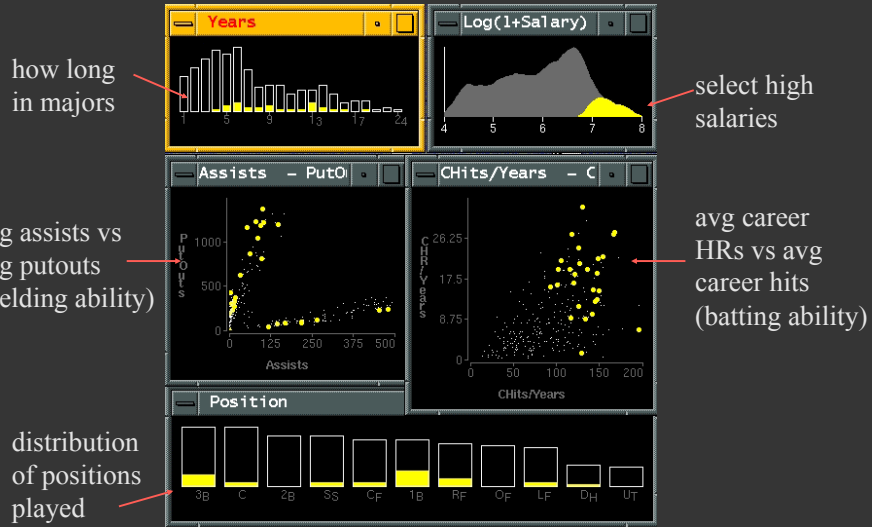 Years
Log(1+Salary)
how long
in majors
select high
salaries
1 5 9 13 17 24
4 5 6 7 8
Assists - PutO
CHits/Years - C
g assists vs
g putouts
elding ability)
avg career
HRs vs avg
career hits
(batting ability)
PutOuts
1000
500
0
0 125 250 375 500
Assists
CHR/Years
26.25
17.5
8.75
0
0 50 100 150 200
CHits/Years
Position
distribution
of positions
played
3B C 2B SS CF 1B RF OF LF DH UT